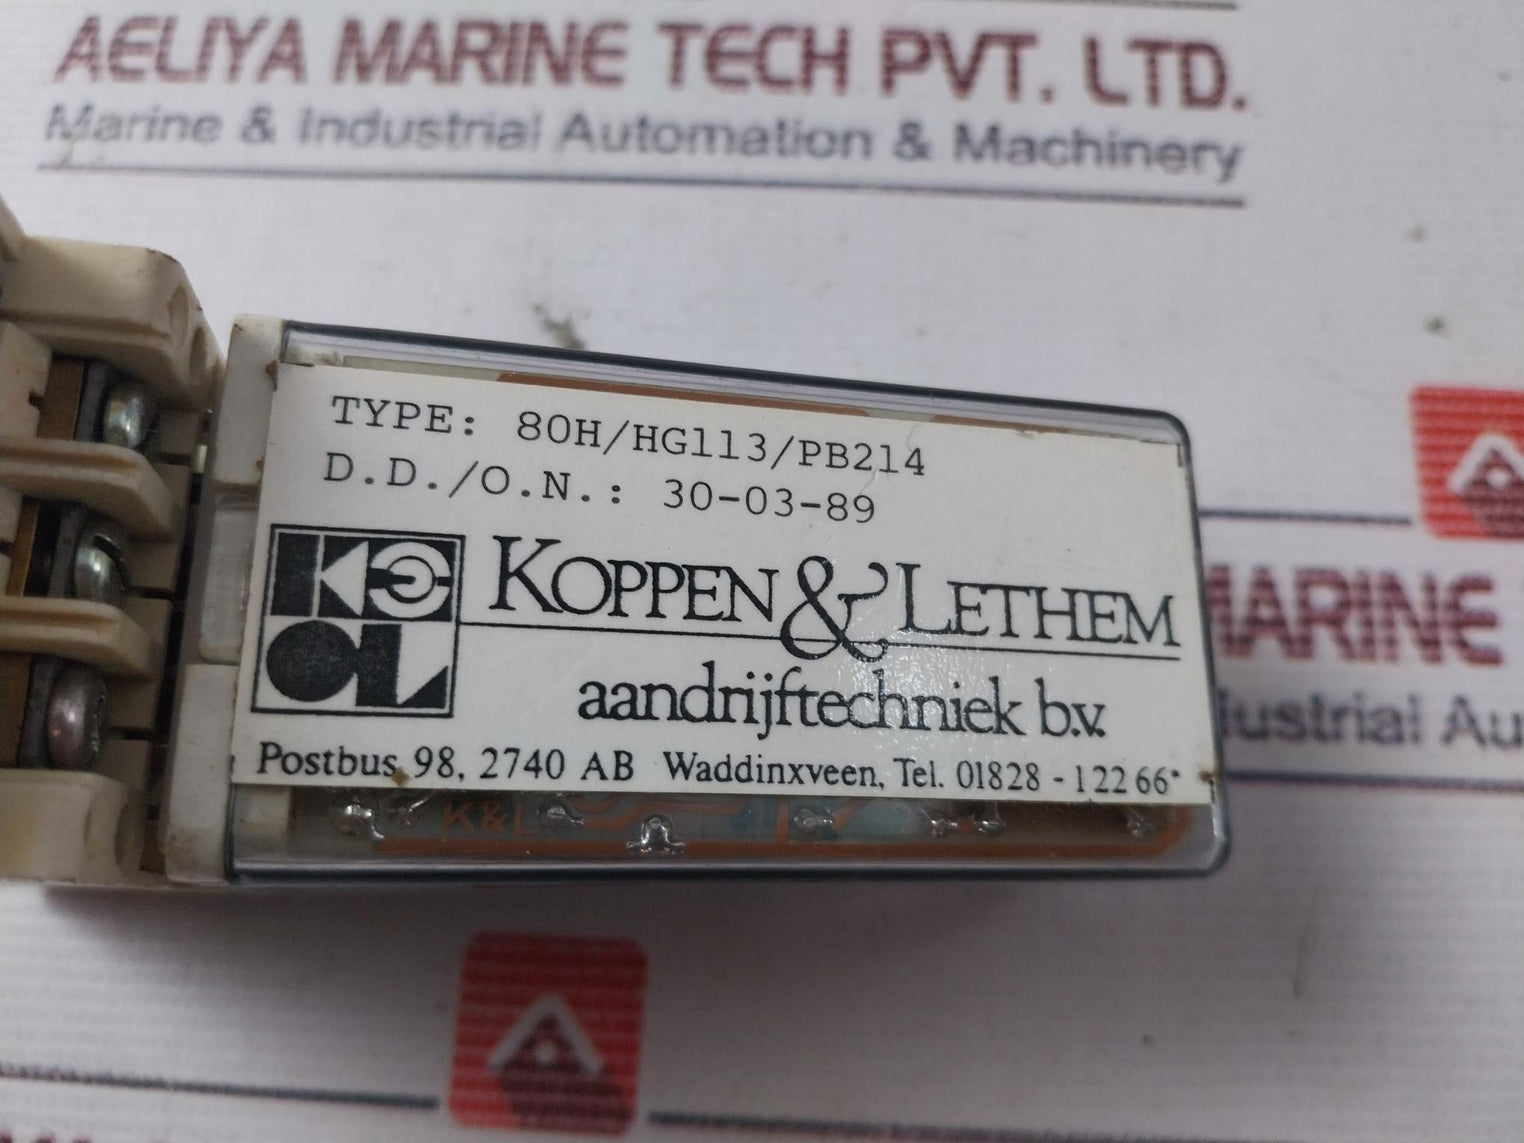 AELIYA MARINE TECH PVT. LTD.
Marine & Industrial Automation & Machinery
TYPE: 80H/HG113/PB214
D.D./O.N.: 30-03-89
KOPPEN & LETHEM
aandrijftechniek b.v.
Postbus 98, 2740 AB Waddinxveen, Tel. 01828 - 122 66*
K&L
MARINE
ustrial Au